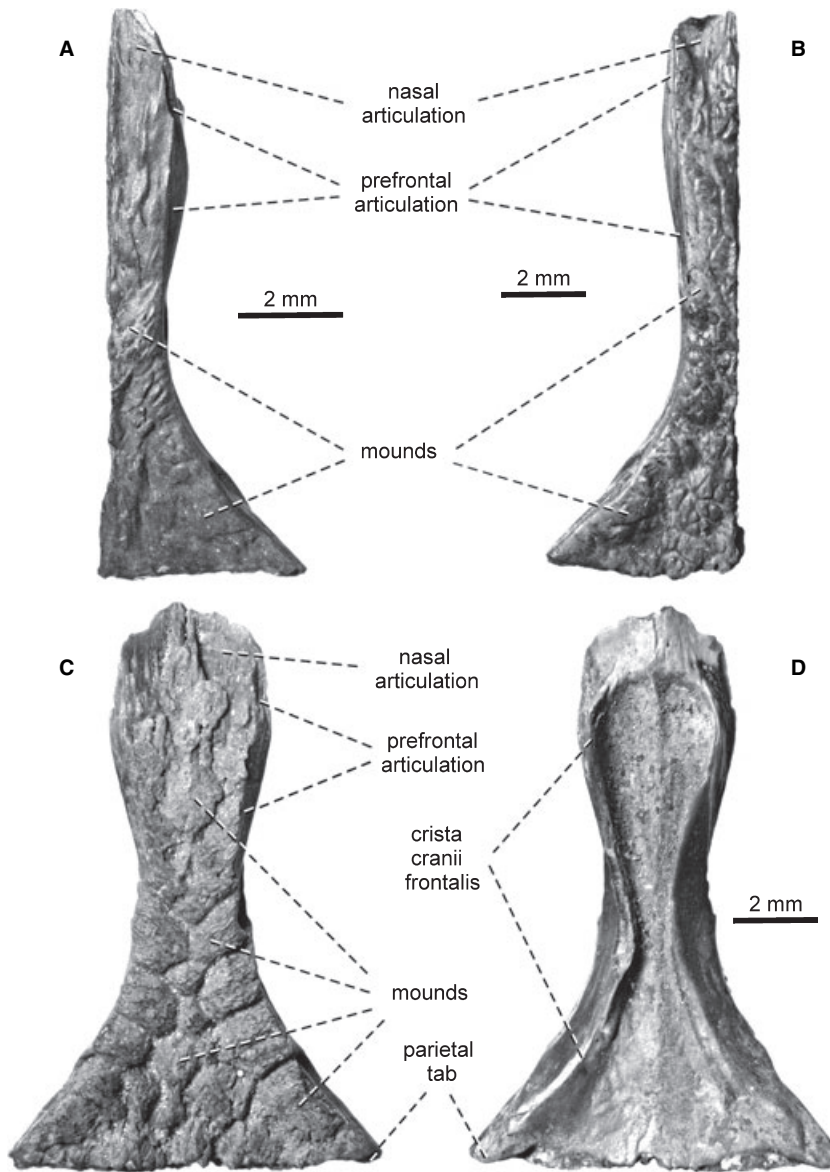 A
B
nasal
articulation
prefrontal
articulation
2 mm
2 mm
mounds
C
D
nasal
articulation
prefrontal
articulation
crista
cranii
frontalis
2 mm
mounds
parietal
tab